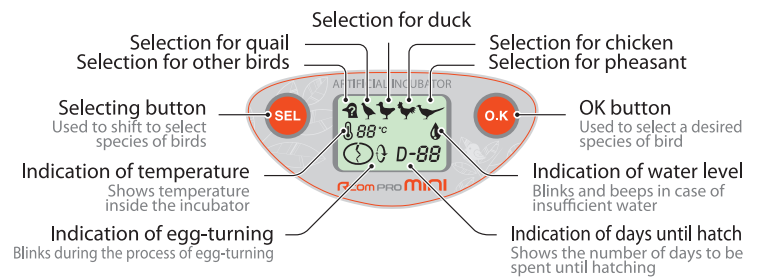 Selection for duck
Selection for quail
Selection for chicken
Selection for other birds
Selection for pheasant
ARTIFICIAL INCUBATOR
Selecting button
Used to shift to select
species of birds
SEL
O.K
OK button
Used to select a desired
species of bird
88 °C
D-88
Indication of temperature
Shows temperature
inside the incubator
Indication of water level
Blinks and beeps in case of
insufficient water
Rcom PRO MINI
Indication of egg-turning
Blinks during the process of egg-turning
Indication of days until hatch
Shows the number of days to be
spent until hatching